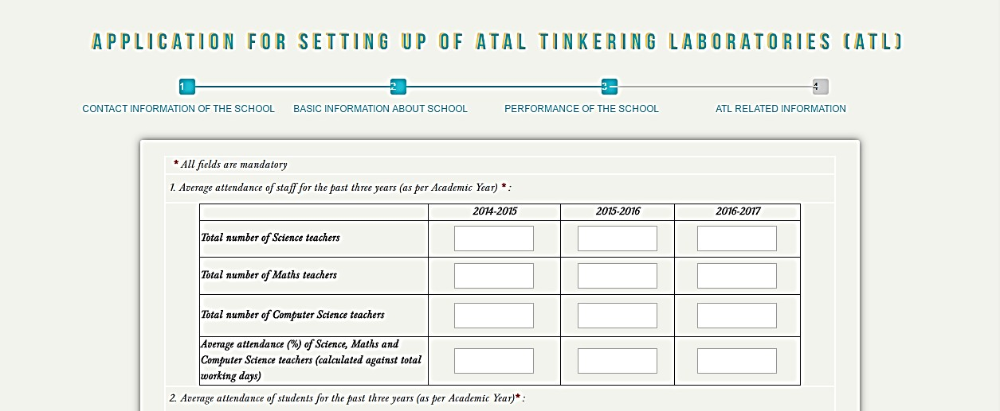 APPLICATION FOR SETTING UP OF ATAL TINKERING LABORATORIES (ATL)
1 2 3 4
CONTACT INFORMATION OF THE SCHOOL BASIC INFORMATION ABOUT SCHOOL PERFORMANCE OF THE SCHOOL ATL RELATED INFORMATION
* All fields are mandatory
1. Average attendance of staff for the past three years (as per Academic Year) * :
2014-2015 2015-2016 2016-2017
Total number of Science teachers
Total number of Maths teachers
Total number of Computer Science teachers
Average attendance (%) of Science, Maths and
Computer Science teachers (calculated against total
working days)
2. Average attendance of students for the past three years (as per Academic Year)* :